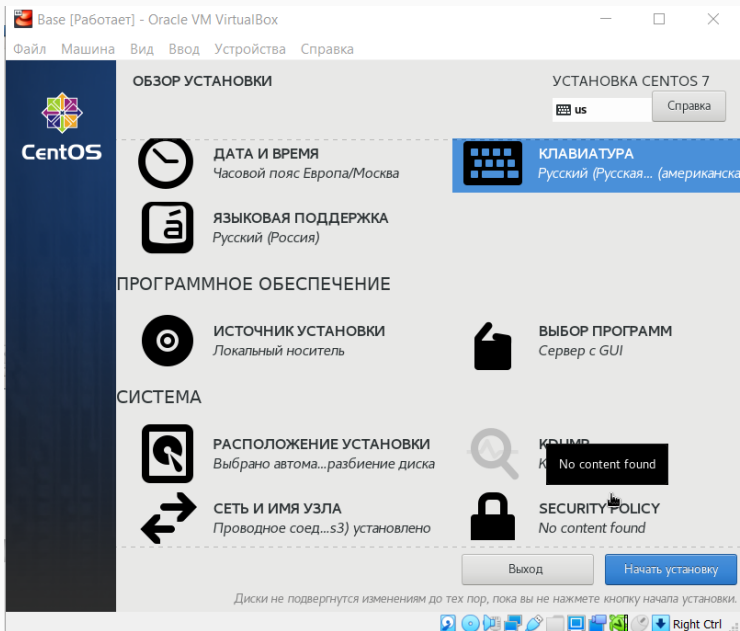 Base [Работает] - Oracle VM VirtualBox
Файл Машина Вид Ввод Устройства Справка
ОБЗОР УСТАНОВКИ
УСТАНОВКА CENTOS 7
us
Справка
CentOS
ДАТА И ВРЕМЯ
Часовой пояс Европа/Москва
КЛАВИАТУРА
Русский (Русская... (американска
ЯЗЫКОВАЯ ПОДДЕРЖКА
Русский (Россия)
ПРОГРАММНОЕ ОБЕСПЕЧЕНИЕ
ИСТОЧНИК УСТАНОВКИ
Локальный носитель
ВЫБОР ПРОГРАММ
Сервер с GUI
СИСТЕМА
РАСПОЛОЖЕНИЕ УСТАНОВКИ
Выбрано автома...разбиение диска
KDUMP
No content found
СЕТЬ И ИМЯ УЗЛА
Проводное соед...s3) установлено
SECURITY POLICY
No content found
Выход
Начать установку
Диски не подвергнутся изменениям до тех пор, пока вы не нажмете кнопку начала установки.
Right Ctrl